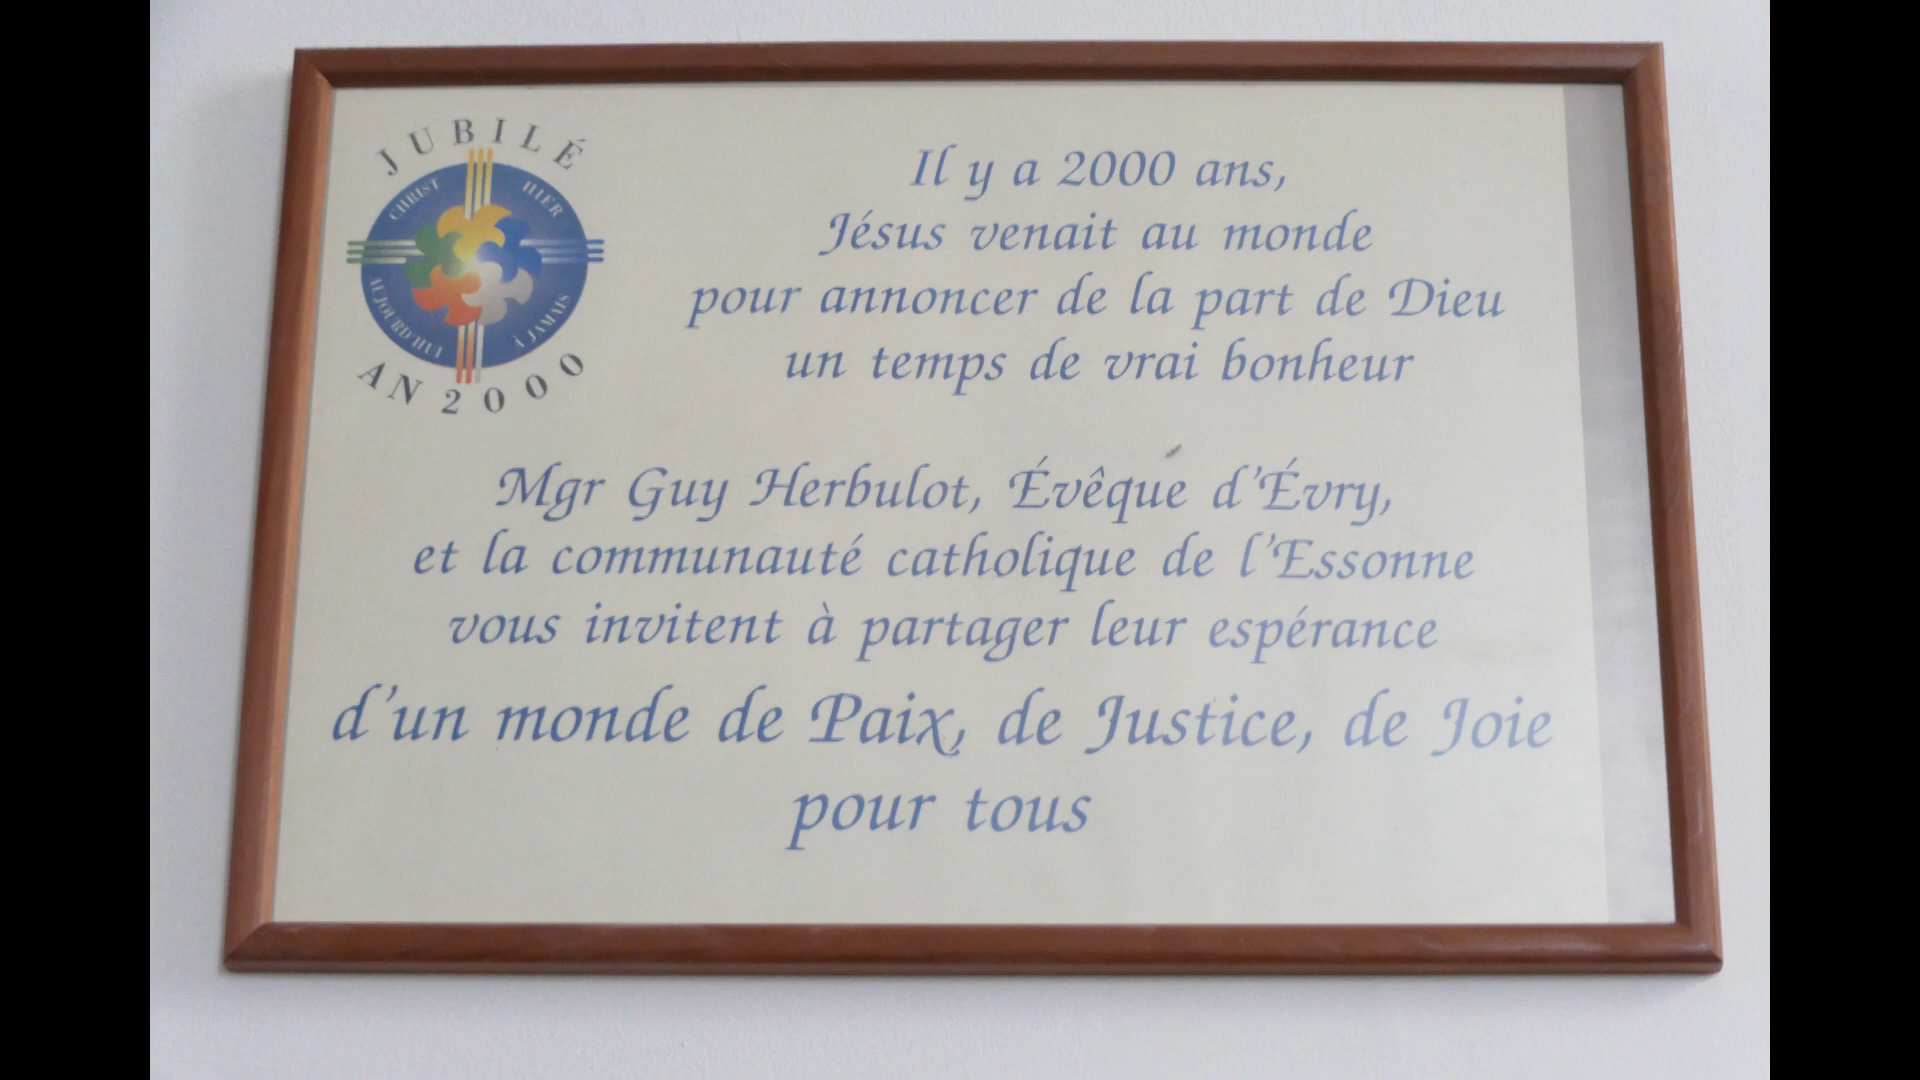 JUBILÉ
CHRIST HIER
AUJOURD'HUI À JAMAIS
AN 2000
Il y a 2000 ans,
Jésus venait au monde
pour annoncer de la part de Dieu
un temps de vrai bonheur
Mgr Guy Herbulot, Évêque d'Évry,
et la communauté catholique de l'Essonne
vous invitent à partager leur espérance
d'un monde de Paix, de Justice, de Joie
pour tous